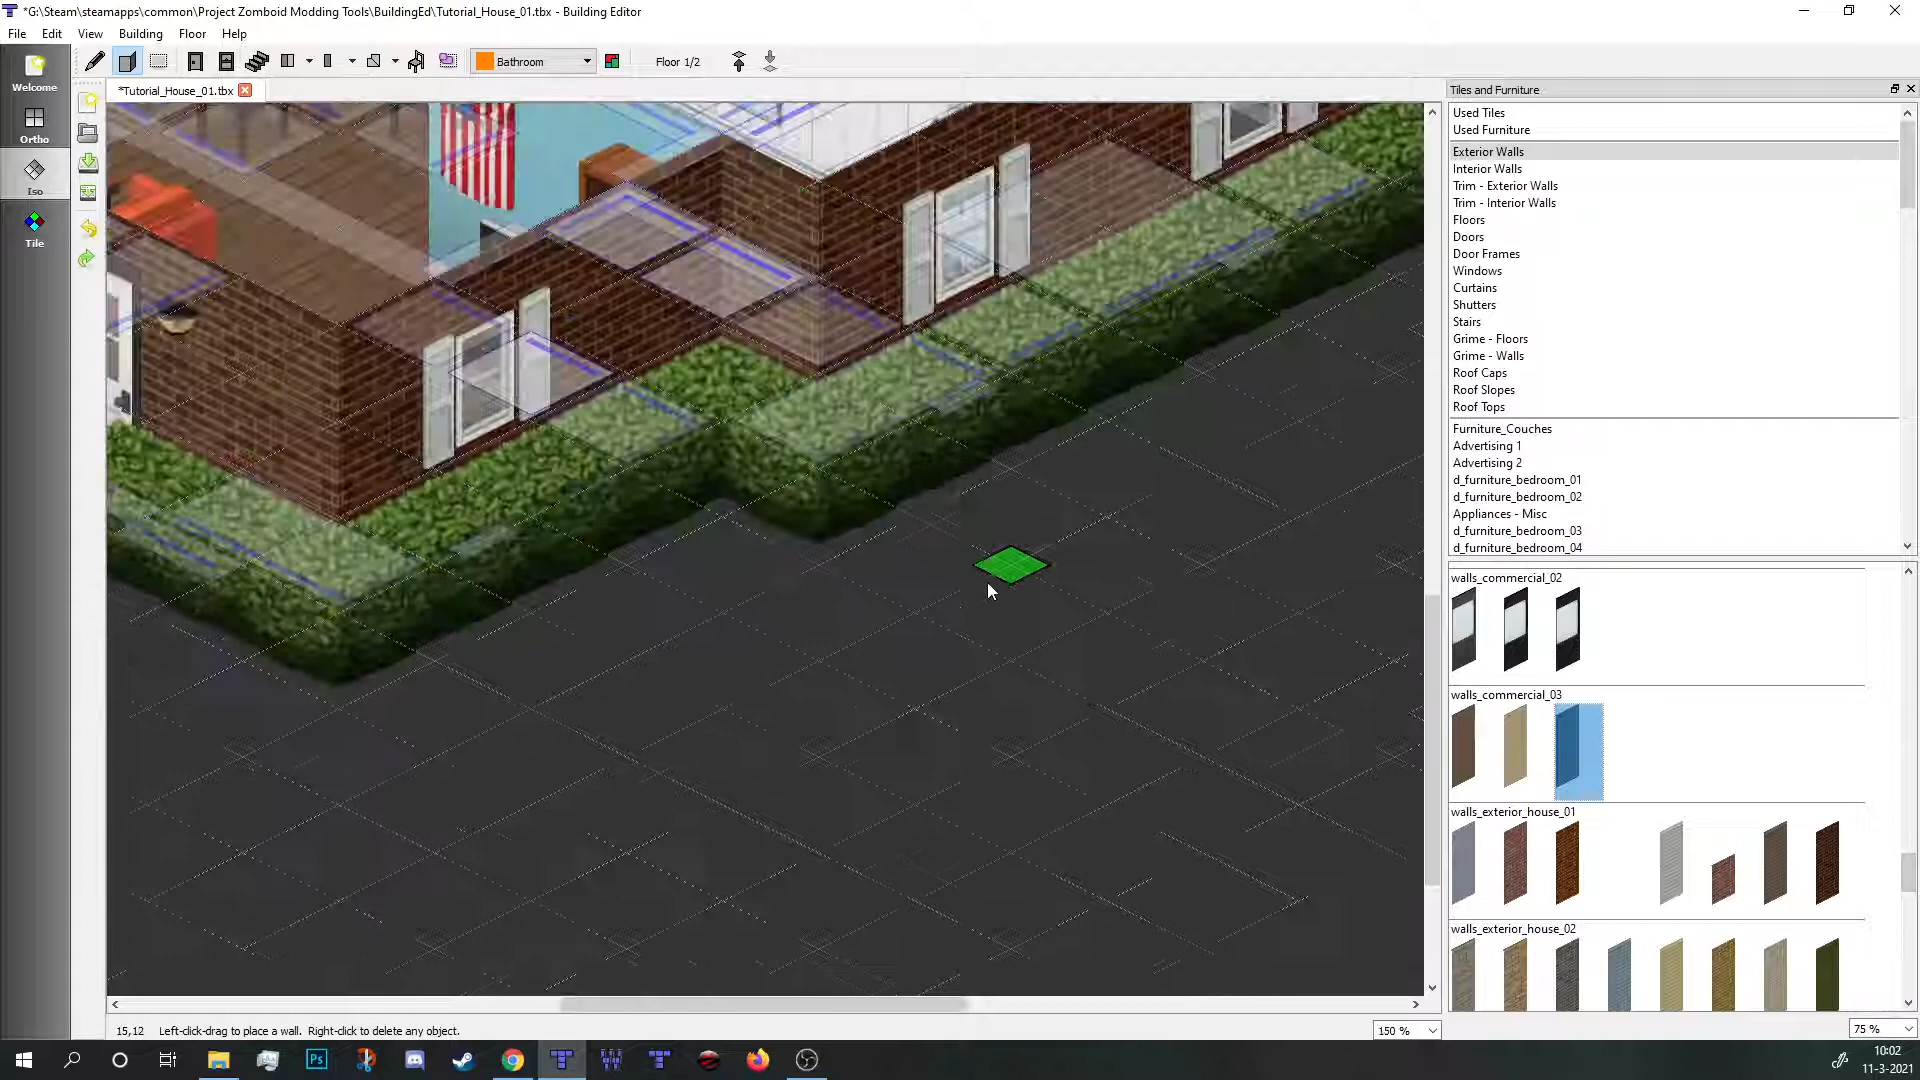 *G:\Steam\steamapps\common\Project Zomboid Modding Tools\BuildingEd\Tutorial_House_01.tbx - Building Editor
File Edit View Building Floor Help
Welcome
Ortho
Iso
Tile
Bathroom
Floor 1/2
*Tutorial_House_01.tbx
Tiles and Furniture
Used Tiles
Used Furniture
Exterior Walls
Interior Walls
Trim - Exterior Walls
Trim - Interior Walls
Floors
Doors
Door Frames
Windows
Curtains
Shutters
Stairs
Grime - Floors
Grime - Walls
Roof Caps
Roof Slopes
Roof Tops
Furniture_Couches
Advertising 1
Advertising 2
d_furniture_bedroom_01
d_furniture_bedroom_02
Appliances - Misc
d_furniture_bedroom_03
d_furniture_bedroom_04
walls_commercial_02
walls_commercial_03
walls_exterior_house_01
walls_exterior_house_02
15,12 Left-click-drag to place a wall. Right-click to delete any object.
150 %
75 %
Ps
10:02
11-3-2021